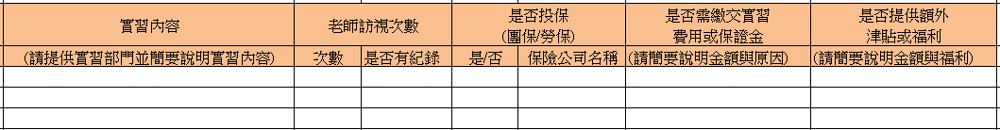 實習內容
老師訪視次數
是否投保
(團保/勞保)
是否需繳交實習
費用或保證金
是否提供額外
津貼或福利
(請提供實習部門並簡要說明實習內容)
次數
是否有紀錄
是/否
保險公司名稱
(請簡要說明金額與原因)
(請簡要說明金額與福利)